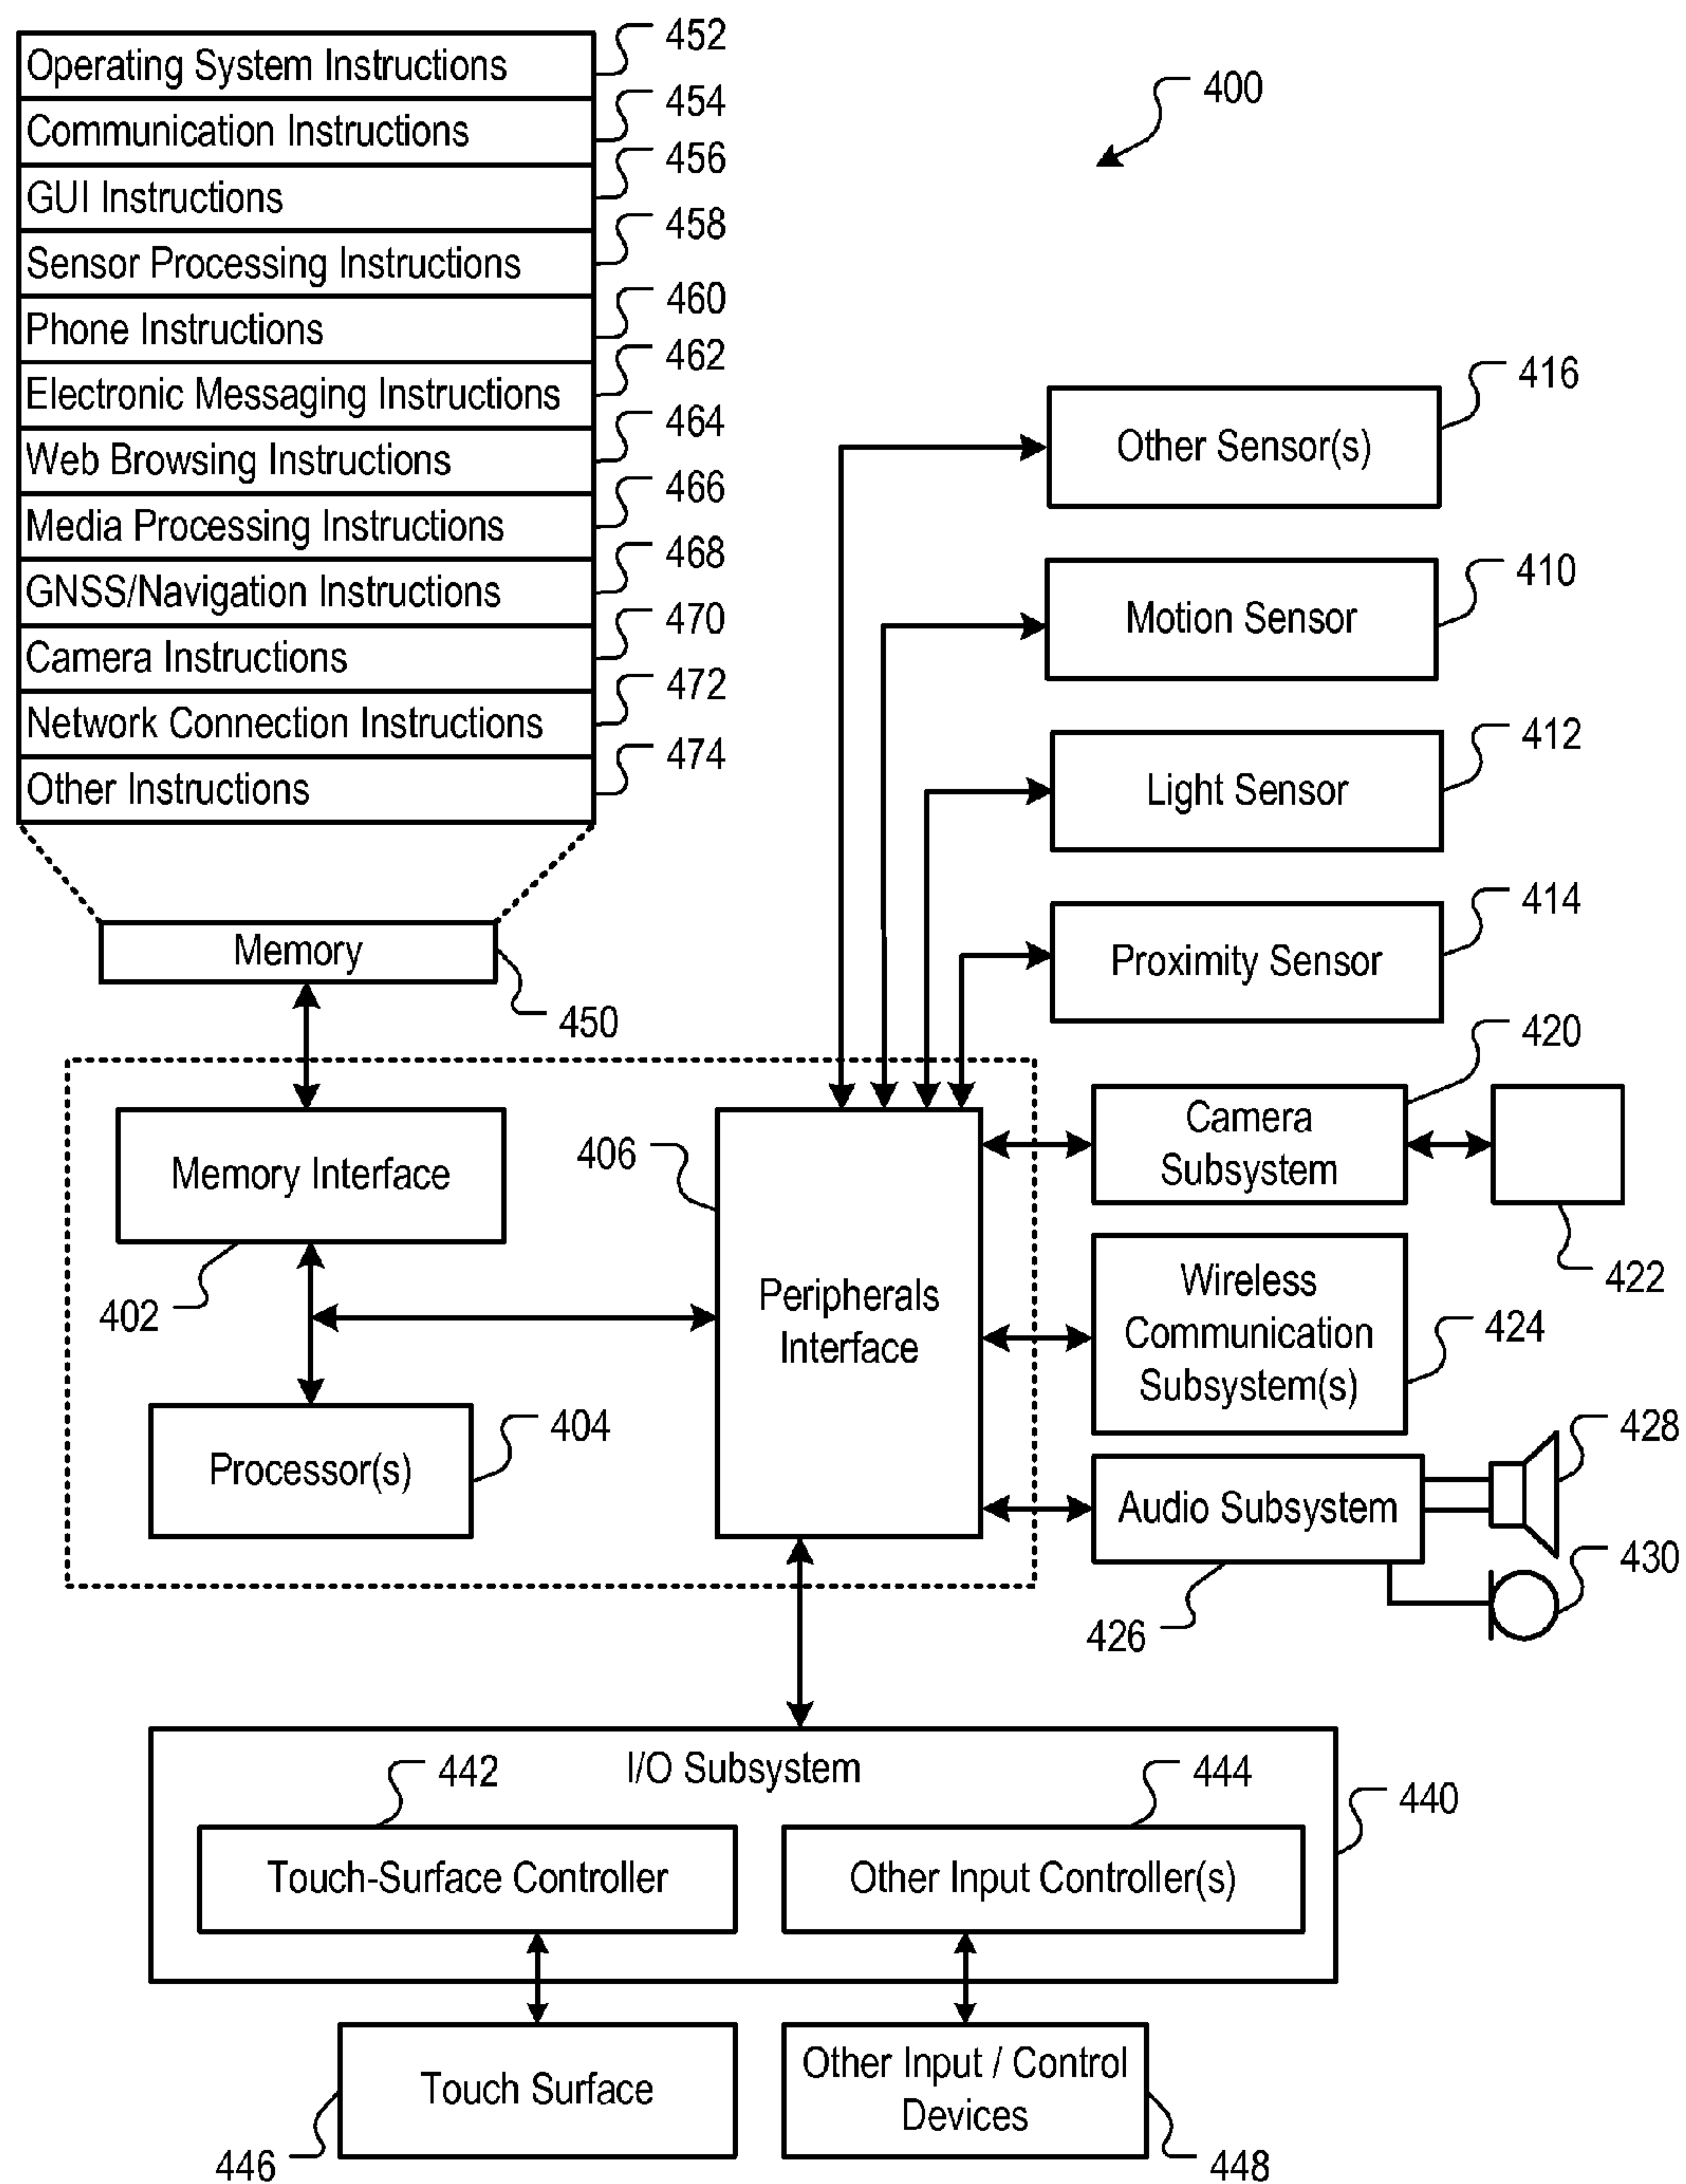 Operating System Instructions
452
Communication Instructions
454
GUI Instructions
456
Sensor Processing Instructions
458
Phone Instructions
460
Electronic Messaging Instructions
462
Web Browsing Instructions
464
Media Processing Instructions
466
GNSS/Navigation Instructions
468
Camera Instructions
470
Network Connection Instructions
472
Other Instructions
474
400
Memory
450
Other Sensor(s)
416
Motion Sensor
410
Light Sensor
412
Proximity Sensor
414
Memory Interface
402
Processor(s)
404
406
Peripherals
Interface
Camera
Subsystem
420
422
Wireless
Communication
Subsystem(s)
424
Audio Subsystem
426
428
430
I/O Subsystem
440
442
Touch-Surface Controller
444
Other Input Controller(s)
Touch Surface
446
Other Input / Control
Devices
448